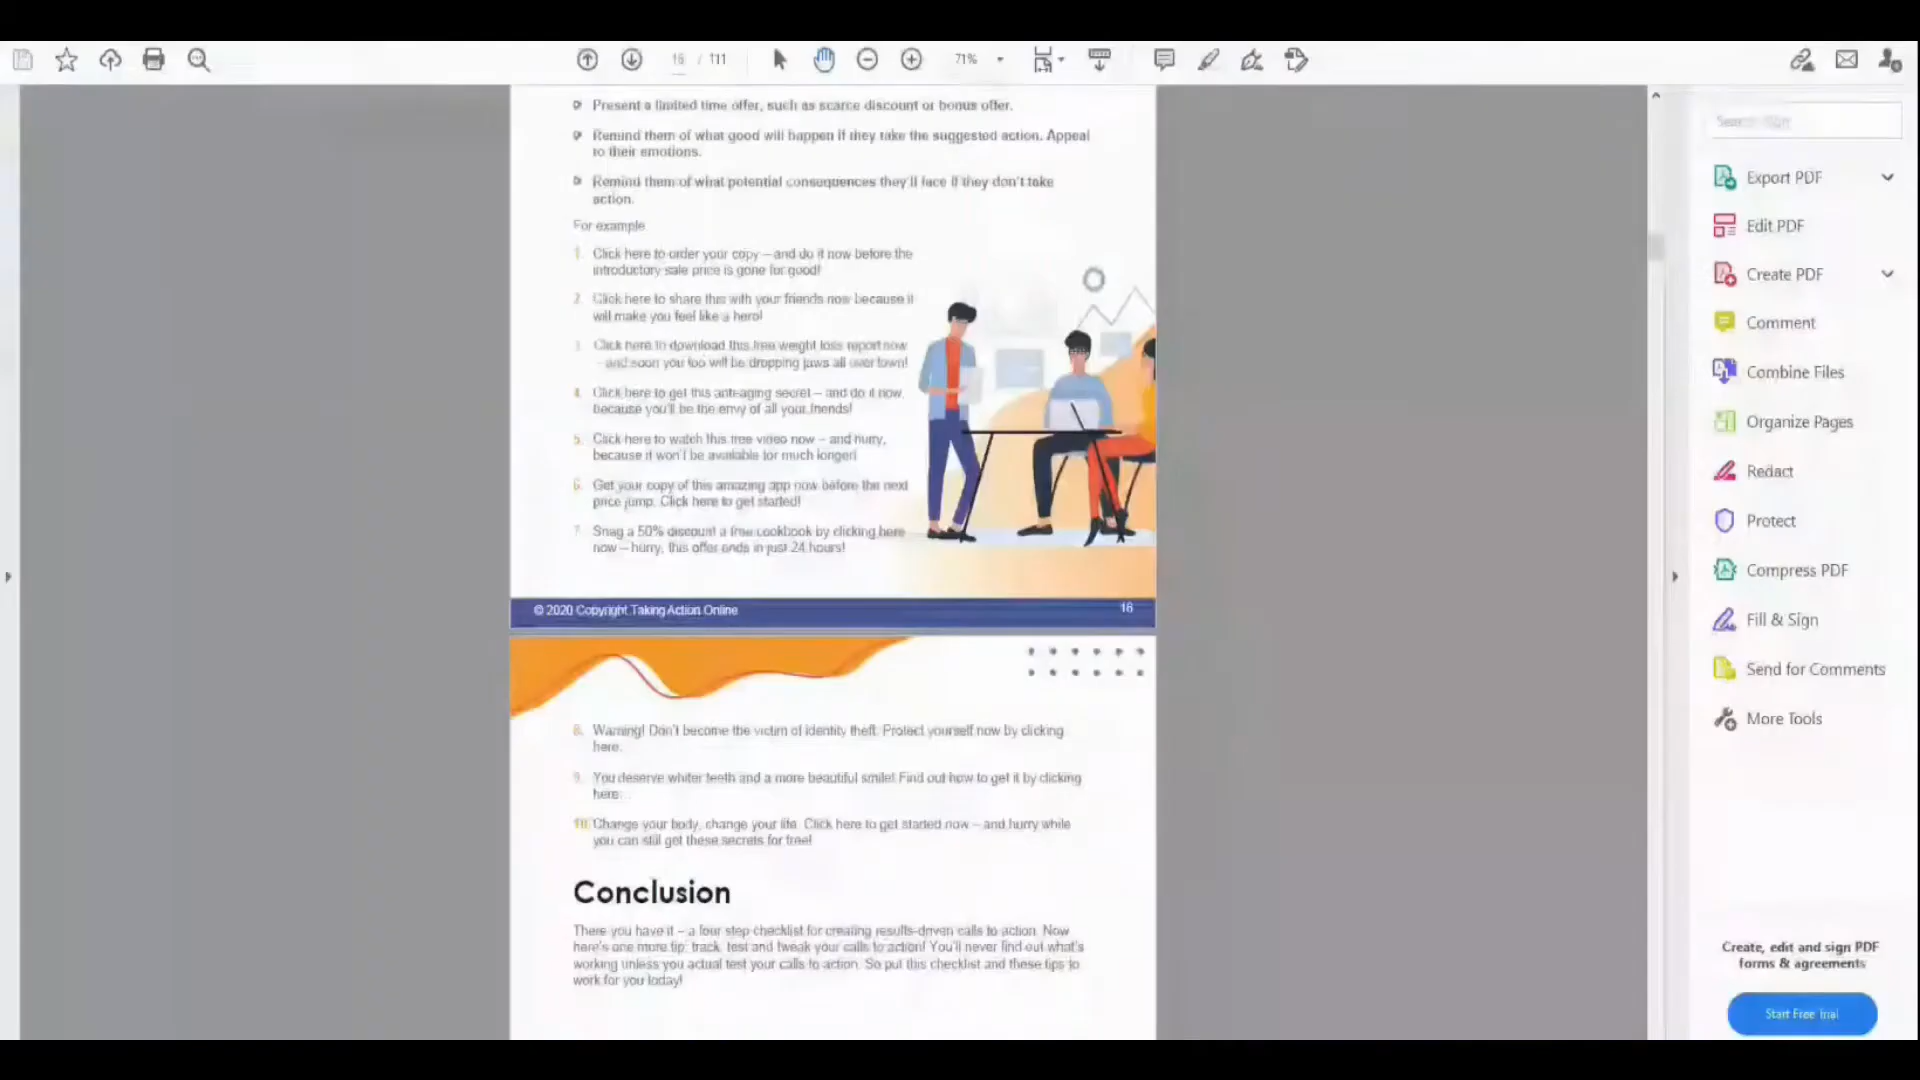 16 / 111
71%
Present a limited time offer, such as scarce discount or bonus offer.
Remind them of what good will happen if they take the suggested action. Appeal
to their emotions.
Remind them of what potential consequences they'll face if they don't take
action.
For example
1. Click here to order your copy – and do it now before the
introductory sale price is gone for good!
2. Click here to share this with your friends now because it
will make you feel like a hero!
3. Click here to download this free weight loss report now
– and soon you too will be dropping jaws all over town!
4. Click here to get this anti-aging secret – and do it now,
because you'll be the envy of all your friends!
5. Click here to watch this free video now – and hurry,
because it won't be available for much longer!
6. Get your copy of this amazing app now before the next
price jump. Click here to get started!
7. Snag a 50% discount a free cookbook by clicking here
now – hurry, this offer ends in just 24 hours!
© 2020 Copyright Taking Action Online
16
8. Warning! Don't become the victim of identity theft. Protect yourself now by clicking
here.
9. You deserve whiter teeth and a more beautiful smile! Find out how to get it by clicking
here...
10. Change your body, change your life. Click here to get started now – and hurry while
you can still get these secrets for free!
Conclusion
There you have it – a four step checklist for creating results-driven calls to action. Now
here's one more tip: track, test and tweak your calls to action! You'll never find out what's
working unless you actual test your calls to action. So put this checklist and these tips to
work for you today!
Export PDF
Edit PDF
Create PDF
Comment
Combine Files
Organize Pages
Redact
Protect
Compress PDF
Fill & Sign
Send for Comments
More Tools
Create, edit and sign PDF
forms & agreements
Start Free Trial